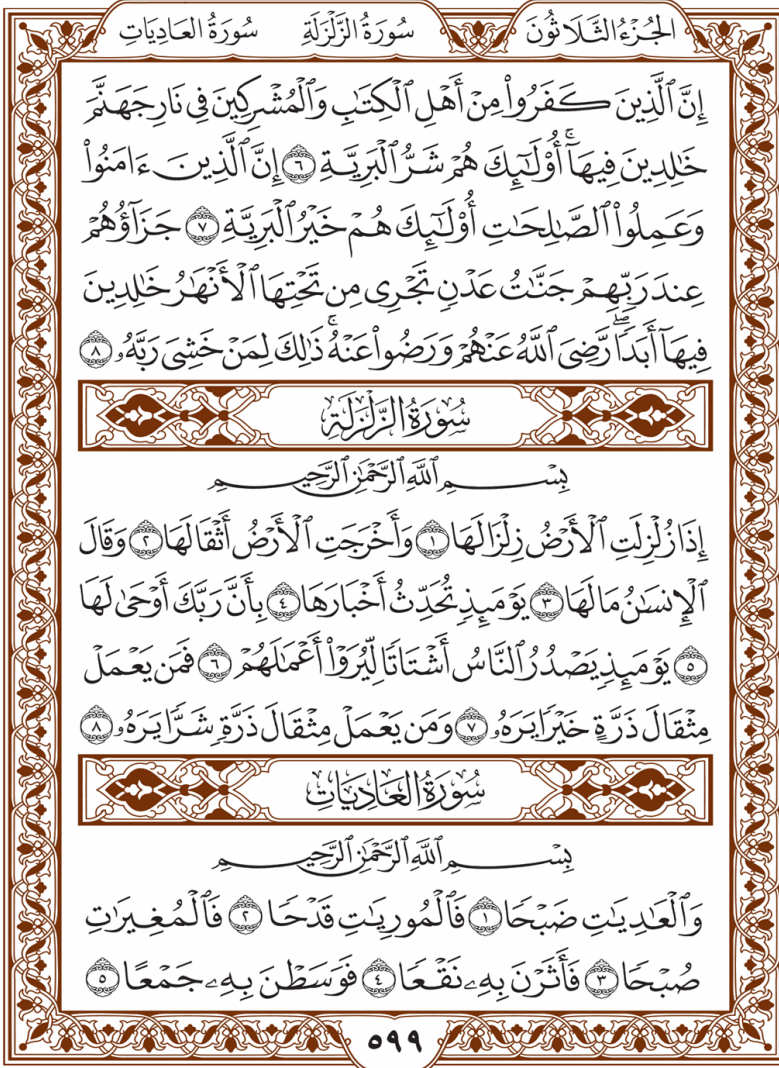 الجُزْءُ الثَّلَاثُونَ سُورَةُ الزَّلْزَلَةِ سُورَةُ العَادِيَاتِ
إِنَّ ٱلَّذِينَ كَفَرُواْ مِنْ أَهْلِ ٱلْكِتَٰبِ وَٱلْمُشْرِكِينَ فِى نَارِ جَهَنَّمَ
خَٰلِدِينَ فِيهَآۚ أُوْلَٰٓئِكَ هُمْ شَرُّ ٱلْبَرِيَّةِ ٦ إِنَّ ٱلَّذِينَ ءَامَنُواْ
وَعَمِلُواْ ٱلصَّٰلِحَٰتِ أُوْلَٰٓئِكَ هُمْ خَيْرُ ٱلْبَرِيَّةِ ٧ جَزَآؤُهُمْ
عِندَ رَبِّهِمْ جَنَّٰتُ عَدْنٍ تَجْرِى مِن تَحْتِهَا ٱلْأَنْهَٰرُ خَٰلِدِينَ
فِيهَآ أَبَدًاۖ رَّضِىَ ٱللَّهُ عَنْهُمْ وَرَضُواْ عَنْهُۚ ذَٰلِكَ لِمَنْ خَشِىَ رَبَّهُۥ ٨
سُورَةُ الزَّلْزَلَةِ
بِسْمِ ٱللَّهِ ٱلرَّحْمَٰنِ ٱلرَّحِيمِ
إِذَا زُلْزِلَتِ ٱلْأَرْضُ زِلْزَالَهَا ١ وَأَخْرَجَتِ ٱلْأَرْضُ أَثْقَالَهَا ٢ وَقَالَ
ٱلْإِنسَٰنُ مَا لَهَا ٣ يَوْمَئِذٍ تُحَدِّثُ أَخْبَارَهَا ٤ بِأَنَّ رَبَّكَ أَوْحَىٰ لَهَا
٥ يَوْمَئِذٍ يَصْدُرُ ٱلنَّاسُ أَشْتَاتًا لِّيُرَوْاْ أَعْمَٰلَهُمْ ٦ فَمَن يَعْمَلْ
مِثْقَالَ ذَرَّةٍ خَيْرًا يَرَهُۥ ٧ وَمَن يَعْمَلْ مِثْقَالَ ذَرَّةٍ شَرًّا يَرَهُۥ ٨
سُورَةُ العَادِيَاتِ
بِسْمِ ٱللَّهِ ٱلرَّحْمَٰنِ ٱلرَّحِيمِ
وَٱلْعَٰدِيَٰتِ ضَبْحًا ١ فَٱلْمُورِيَٰتِ قَدْحًا ٢ فَٱلْمُغِيرَٰتِ
صُبْحًا ٣ فَأَثَرْنَ بِهِۦ نَقْعًا ٤ فَوَسَطْنَ بِهِۦ جَمْعًا ٥
٥٩٩